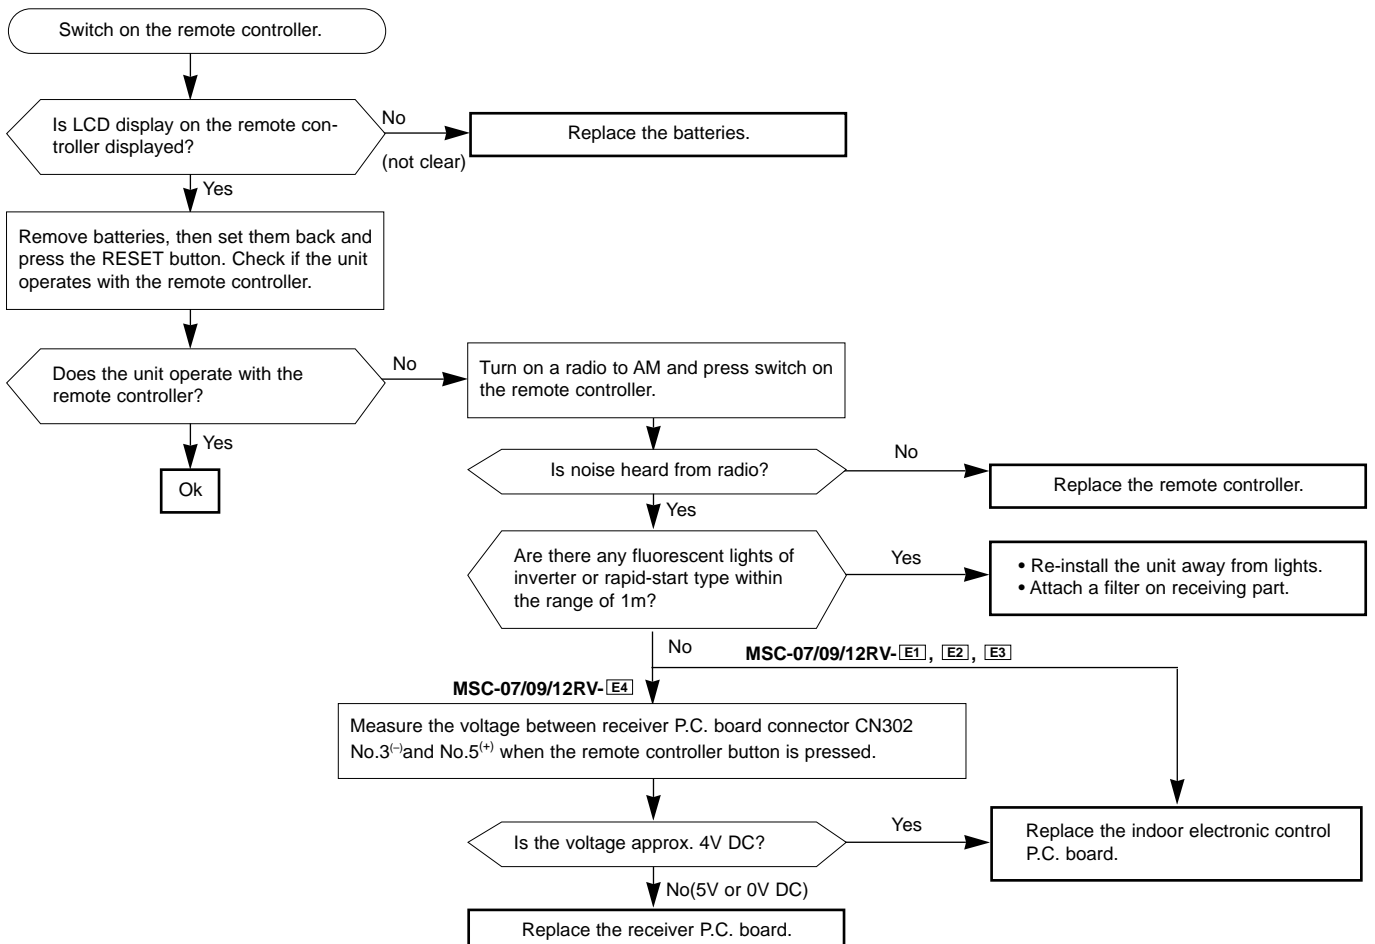 Switch on the remote controller.
Is LCD display on the remote con-
troller displayed?
No
(not clear)
Replace the batteries.
Yes
Remove batteries, then set them back and
press the RESET button. Check if the unit
operates with the remote controller.
Does the unit operate with the
remote controller?
No
Turn on a radio to AM and press switch on
the remote controller.
Yes
Ok
Is noise heard from radio?
No
Replace the remote controller.
Yes
Are there any fluorescent lights of
inverter or rapid-start type within
the range of 1m?
Yes
• Re-install the unit away from lights.
• Attach a filter on receiving part.
No
MSC-07/09/12RV-E1, E2, E3
MSC-07/09/12RV-E4
Measure the voltage between receiver P.C. board connector CN302
No.3(–)and No.5(+) when the remote controller button is pressed.
Is the voltage approx. 4V DC?
Yes
Replace the indoor electronic control
P.C. board.
No(5V or 0V DC)
Replace the receiver P.C. board.